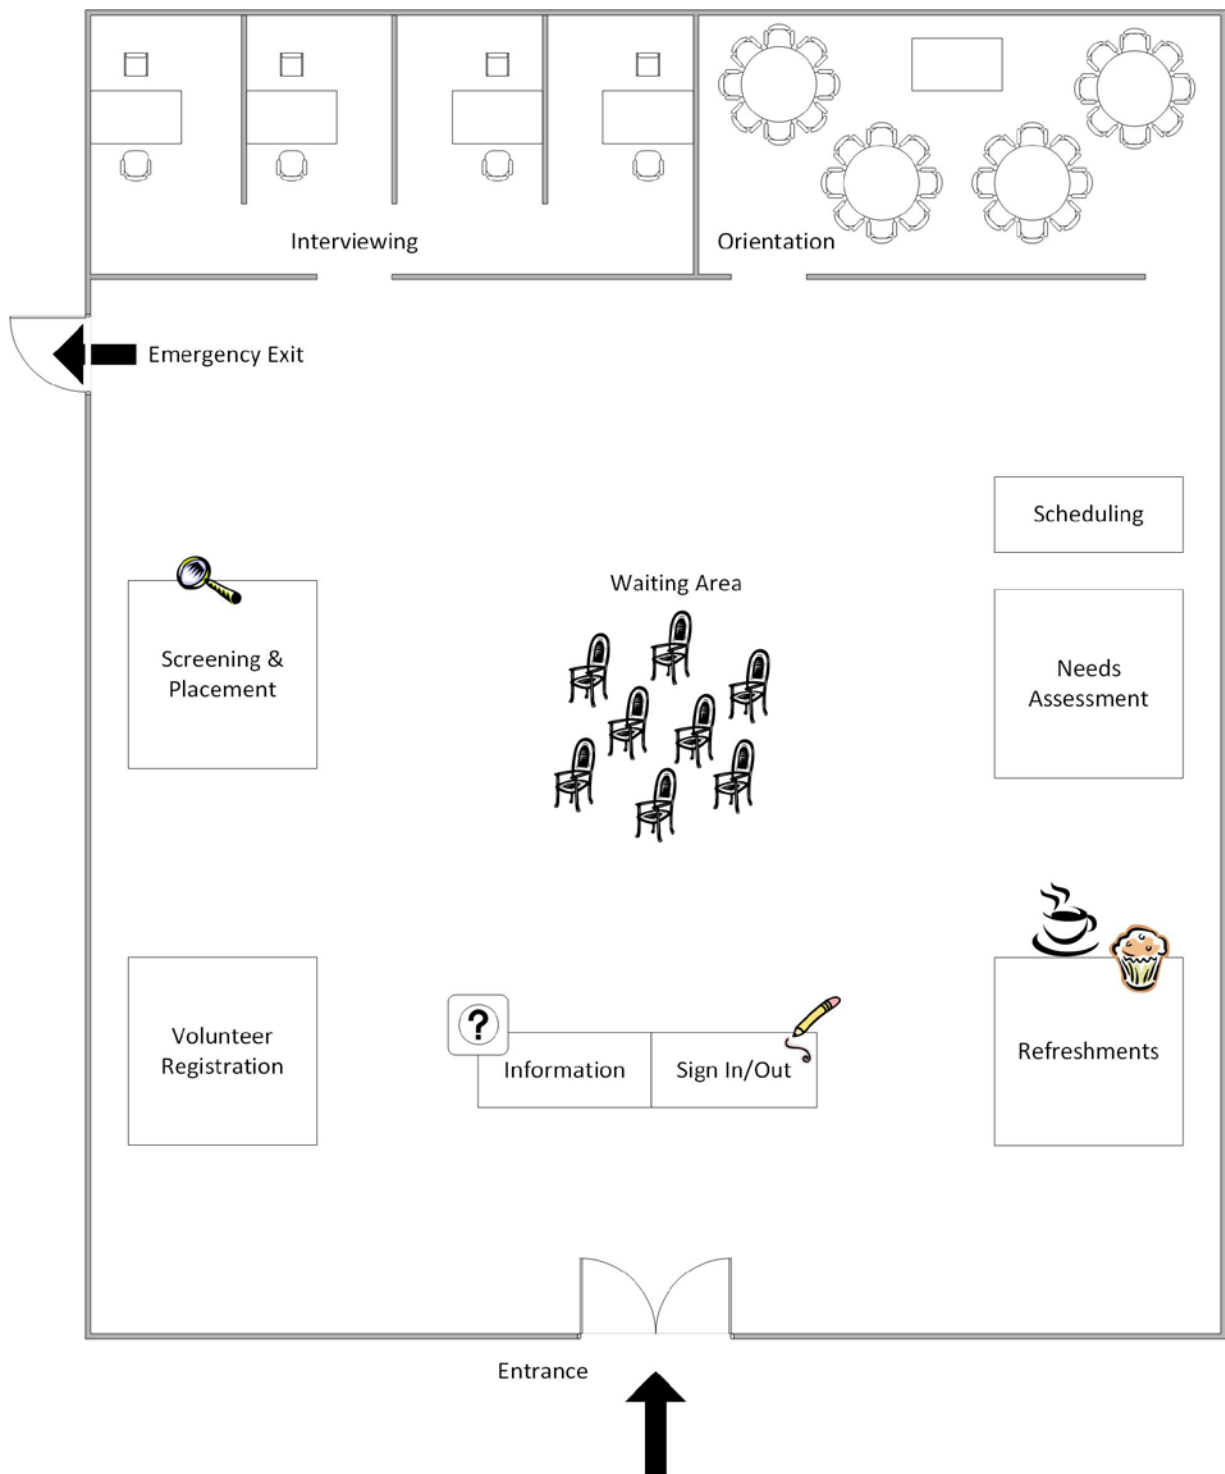 Interviewing
Orientation
Emergency Exit
Scheduling
Waiting Area
Screening &
Placement
Needs
Assessment
Volunteer
Registration
?
Information
Sign In/Out
Refreshments
Entrance